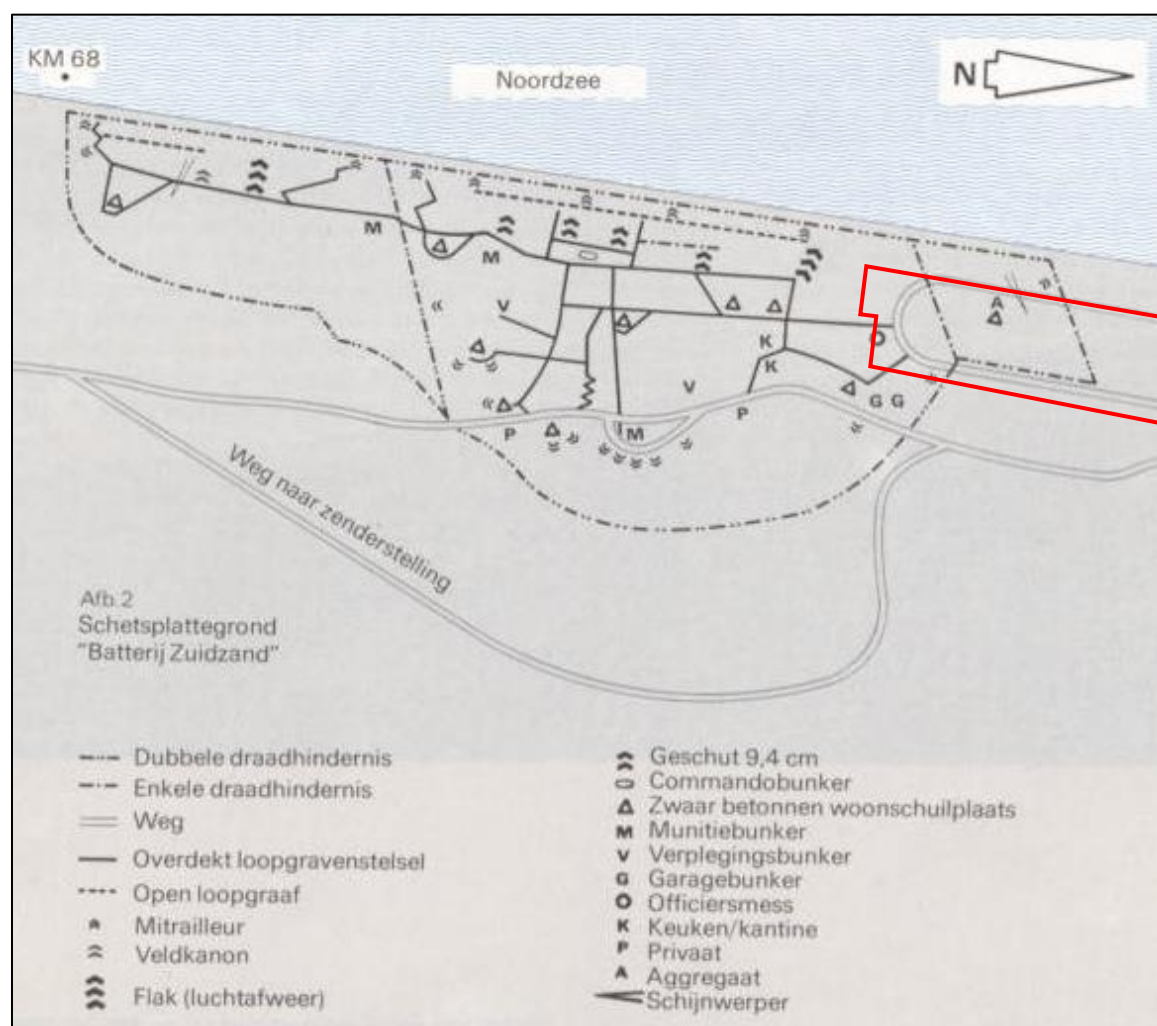 KM 68
Noordzee
N
A
M
M
V
O
K
K
V
G G
P
P
M
Weg naar zenderstelling
Afb. 2
Schetsplattegrond
"Batterij Zuidzand"
Dubbele draadhindernis
Enkele draadhindernis
Weg
Overdekt loopgravenstelsel
Open loopgraaf
Mitrailleur
Veldkanon
Flak (luchtafweer)
Geschut 9,4 cm
Commandobunker
Zwaar betonnen woonschuilplaats
M Munitiebunker
V Verplegingsbunker
G Garagebunker
O Officiersmess
K Keuken/kantine
P Privaat
A Aggregaat
Schijnwerper